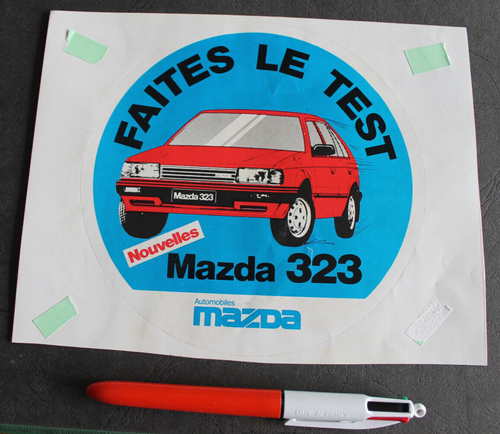 FAITES LE TEST
Mazda 323
Nouvelles
Mazda 323
Automobiles
mazda